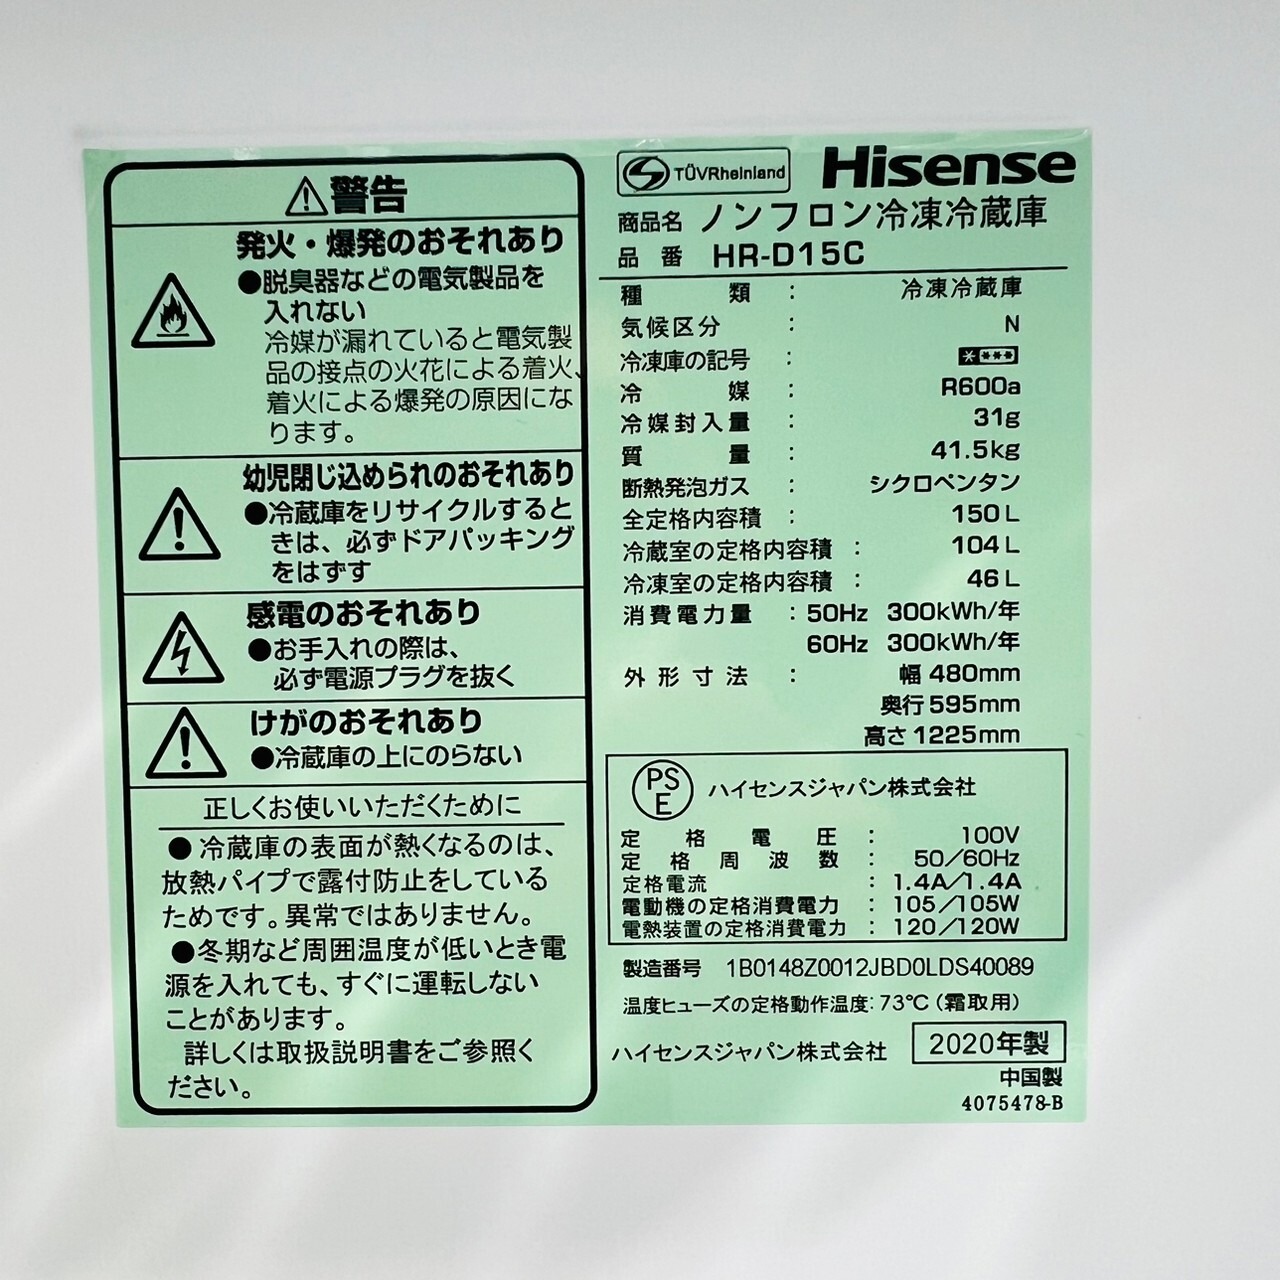 警告
発火・爆発のおそれあり
●脱臭器などの電気製品を
入れない
冷媒が漏れていると電気製
品の接点の火花による着火、
着火による爆発の原因にな
ります。
幼児閉じ込められのおそれあり
●冷蔵庫をリサイクルすると
きは、必ずドアパッキング
をはずす
感電のおそれあり
●お手入れの際は、
必ず電源プラグを抜く
けがのおそれあり
●冷蔵庫の上にのらない
正しくお使いいただくために
●冷蔵庫の表面が熱くなるのは、
放熱パイプで露付防止をしている
ためです。異常ではありません。
●冬期など周囲温度が低いとき電
源を入れても、すぐに運転しない
ことがあります。
詳しくは取扱説明書をご参照く
ださい。
TÜVRheinland Hisense
商品名 ノンフロン冷凍冷蔵庫
品番 HR-D15C
種類 : 冷凍冷蔵庫
気候区分 : N
冷凍庫の記号 : ****
冷媒 : R600a
冷媒封入量 : 31g
質量 : 41.5kg
断熱発泡ガス : シクロペンタン
全定格内容積 : 150L
冷蔵室の定格内容積 : 104L
冷凍室の定格内容積 : 46L
消費電力量 : 50Hz 300kWh/年
60Hz 300kWh/年
外形寸法 : 幅 480mm
奥行 595mm
高さ 1225mm
PSE ハイセンスジャパン株式会社
定格電圧 : 100V
定格周波数 : 50/60Hz
定格電流 : 1.4A/1.4A
電動機の定格消費電力 : 105/105W
電熱装置の定格消費電力 : 120/120W
製造番号 1B0148Z0012JBD0LDS40089
温度ヒューズの定格動作温度:73℃(霜取用)
ハイセンスジャパン株式会社 2020年製
中国製
4075478-B